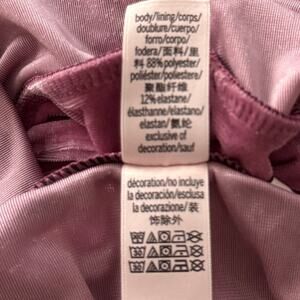 body/lining/corps/
doublure/cuerpo/
forro/corpo/
fodera/面料/里
料 88% polyester/
poliéster/poliestere/
聚酯纤维
12% elastane/
élasthanne/elastano/
elastan/氨纶
exclusive of
decoration/sauf
décoration/no incluye
la decoración/esclusa
la decorazione/装
饰除外
30
30